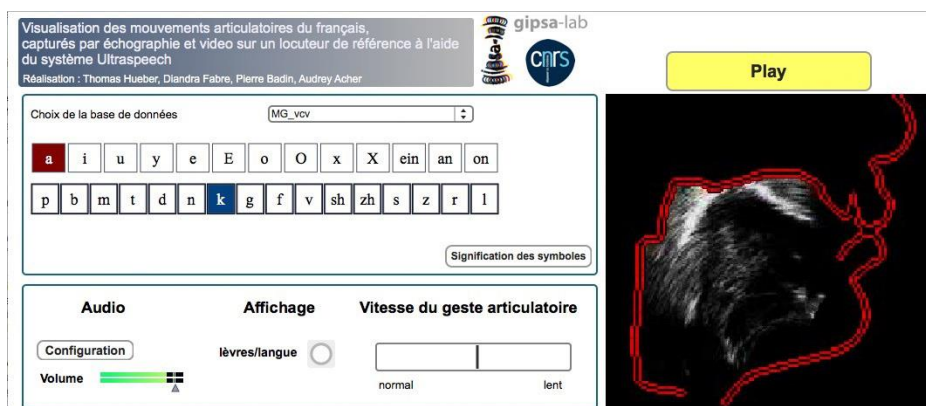 Visualisation des mouvements articulatoires du français,
capturés par échographie et video sur un locuteur de référence à l'aide
du système Ultraspeech
Réalisation : Thomas Hueber, Diandra Fabre, Pierre Badin, Audrey Acher
gipsa-lab
cnrs
Play
Choix de la base de données MG_vcv
a i u y e E o O x X ein an on
p b m t d n k g f v sh zh s z r l
Signification des symboles
Audio Affichage Vitesse du geste articulatoire
Configuration lèvres/langue
Volume normal lent